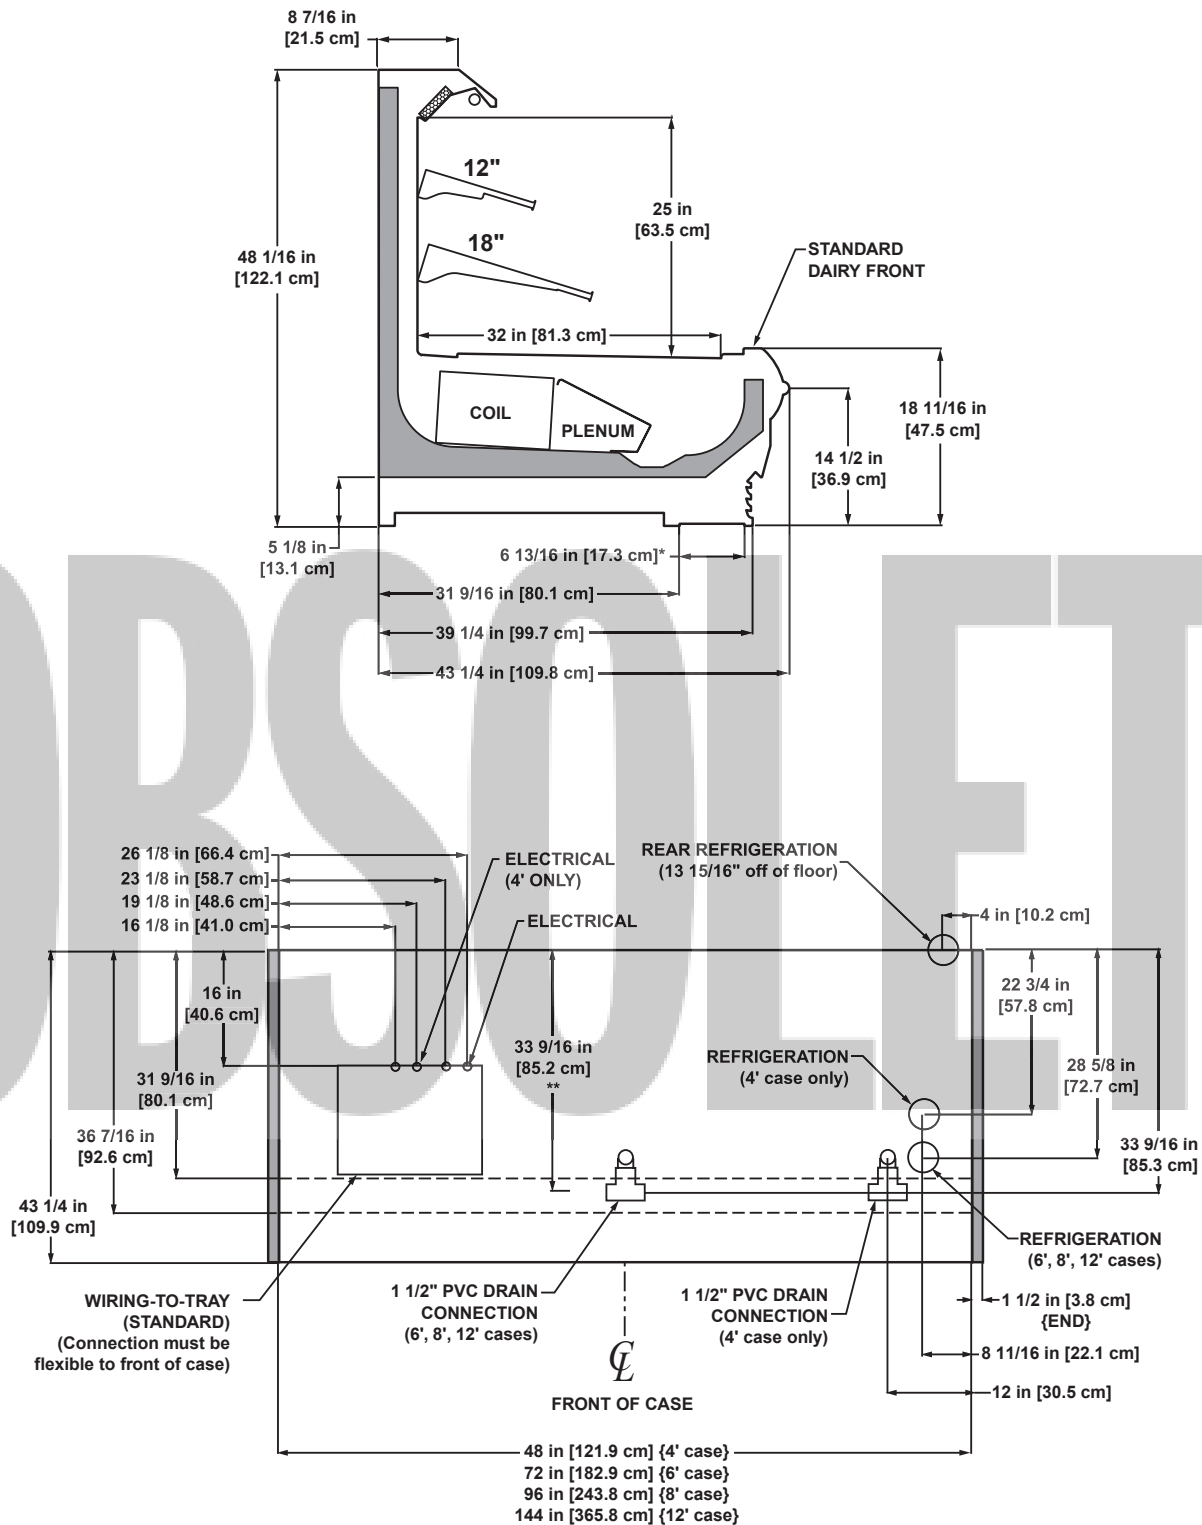 8 7/16 in
[21.5 cm]
12"
25 in
[63.5 cm]
18"
48 1/16 in
[122.1 cm]
STANDARD
DAIRY FRONT
32 in [81.3 cm]
COIL
PLENUM
18 11/16 in
[47.5 cm]
14 1/2 in
[36.9 cm]
5 1/8 in
[13.1 cm]
6 13/16 in [17.3 cm]*
31 9/16 in [80.1 cm]
39 1/4 in [99.7 cm]
43 1/4 in [109.8 cm]
OBSOLET
26 1/8 in [66.4 cm]
23 1/8 in [58.7 cm]
19 1/8 in [48.6 cm]
16 1/8 in [41.0 cm]
ELECTRICAL
(4' ONLY)
ELECTRICAL
REAR REFRIGERATION
(13 15/16" off of floor)
4 in [10.2 cm]
16 in
[40.6 cm]
22 3/4 in
[57.8 cm]
33 9/16 in
[85.2 cm]
**
REFRIGERATION
(4' case only)
28 5/8 in
[72.7 cm]
31 9/16 in
[80.1 cm]
36 7/16 in
[92.6 cm]
33 9/16 in
[85.3 cm]
43 1/4 in
[109.9 cm]
REFRIGERATION
(6', 8', 12' cases)
WIRING-TO-TRAY
(STANDARD)
(Connection must be
flexible to front of case)
1 1/2" PVC DRAIN
CONNECTION
(6', 8', 12' cases)
1 1/2" PVC DRAIN
CONNECTION
(4' case only)
1 1/2 in [3.8 cm]
{END}
8 11/16 in [22.1 cm]
12 in [30.5 cm]
CL
FRONT OF CASE
48 in [121.9 cm] {4' case}
72 in [182.9 cm] {6' case}
96 in [243.8 cm] {8' case}
144 in [365.8 cm] {12' case}